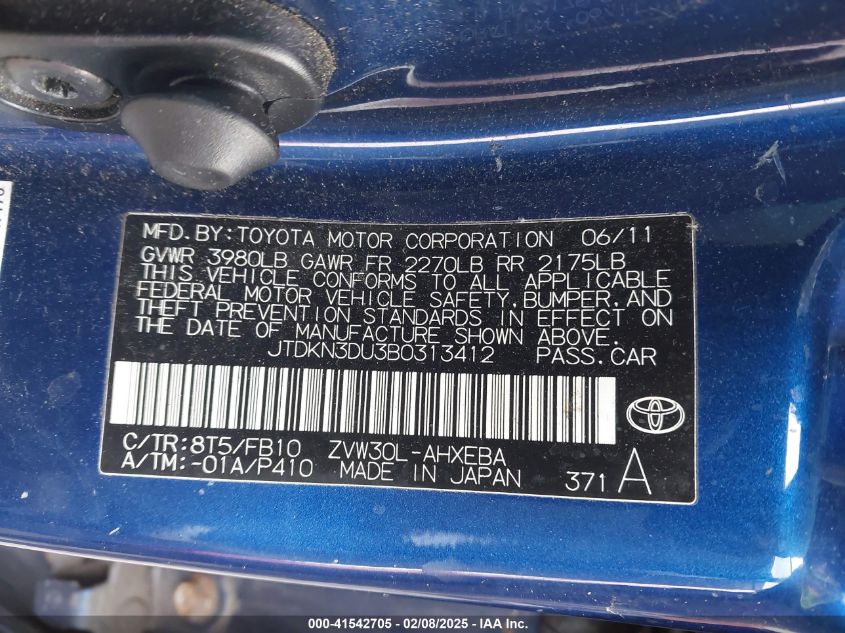 MFD.BY:TOYOTA MOTOR CORPORATION 06/11
GVWR 3980LB GAWR FR 2270LB RR 2175LB
THIS VEHICLE CONFORMS TO ALL APPLICABLE
FEDERAL MOTOR VEHICLE SAFETY,BUMPER,AND
THEFT PREVENTION STANDARDS IN EFFECT ON
THE DATE OF MANUFACTURE SHOWN ABOVE.
JTDKN3DU3B0313412 PASS.CAR
C/TR:8T5/FB10 ZVW30L-AHXEBA
A/TM:-01A/P410 MADE IN JAPAN 371 A
000-41542705 - 02/08/2025 - US - IAA